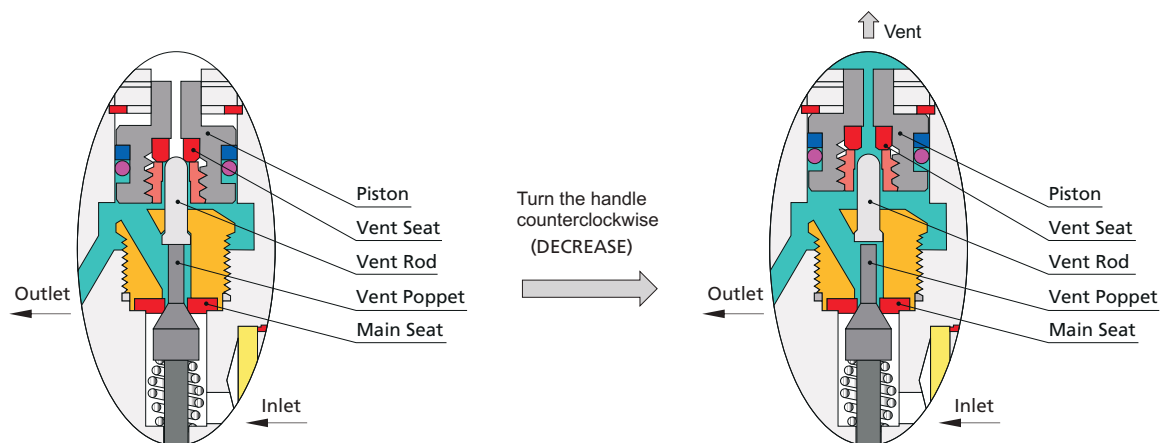 Vent
Piston
Vent Seat
Vent Rod
Vent Poppet
Main Seat
Outlet
Inlet
Turn the handle
counterclockwise
(DECREASE)
Piston
Vent Seat
Vent Rod
Vent Poppet
Main Seat
Outlet
Inlet